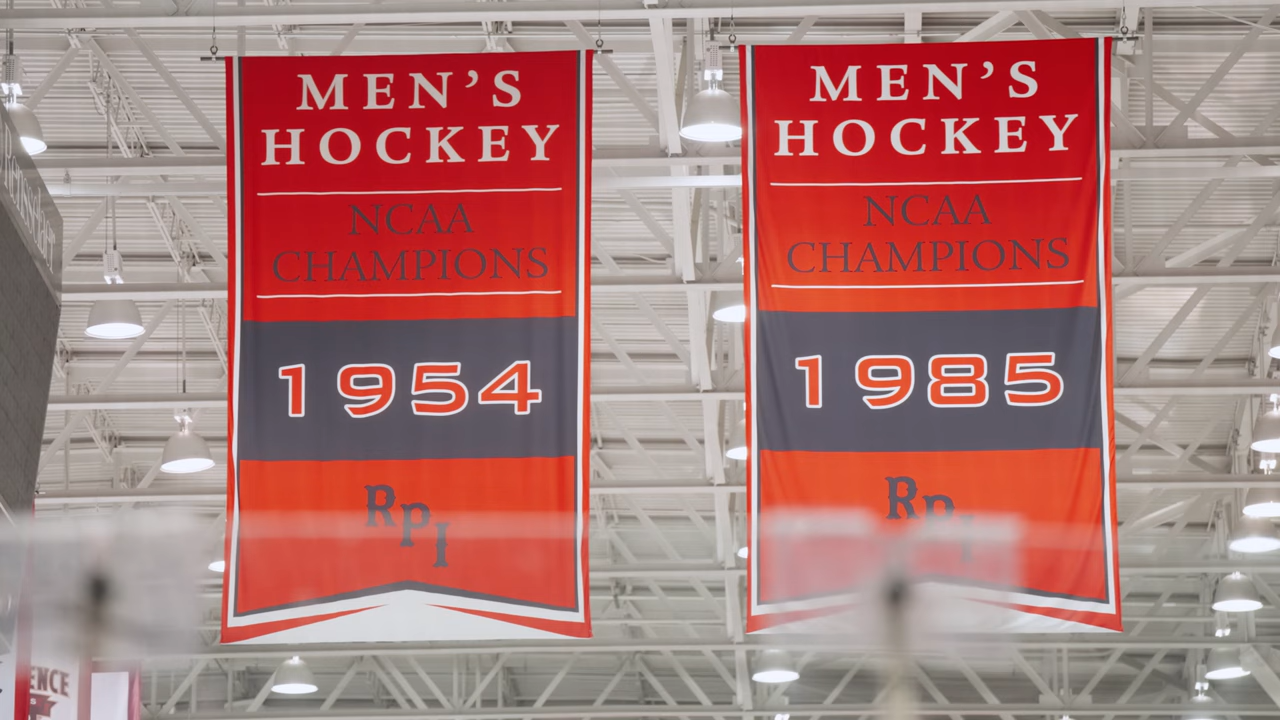 MEN'S
HOCKEY
NCAA
CHAMPIONS
1954
RPI
MEN'S
HOCKEY
NCAA
CHAMPIONS
1985
RPI